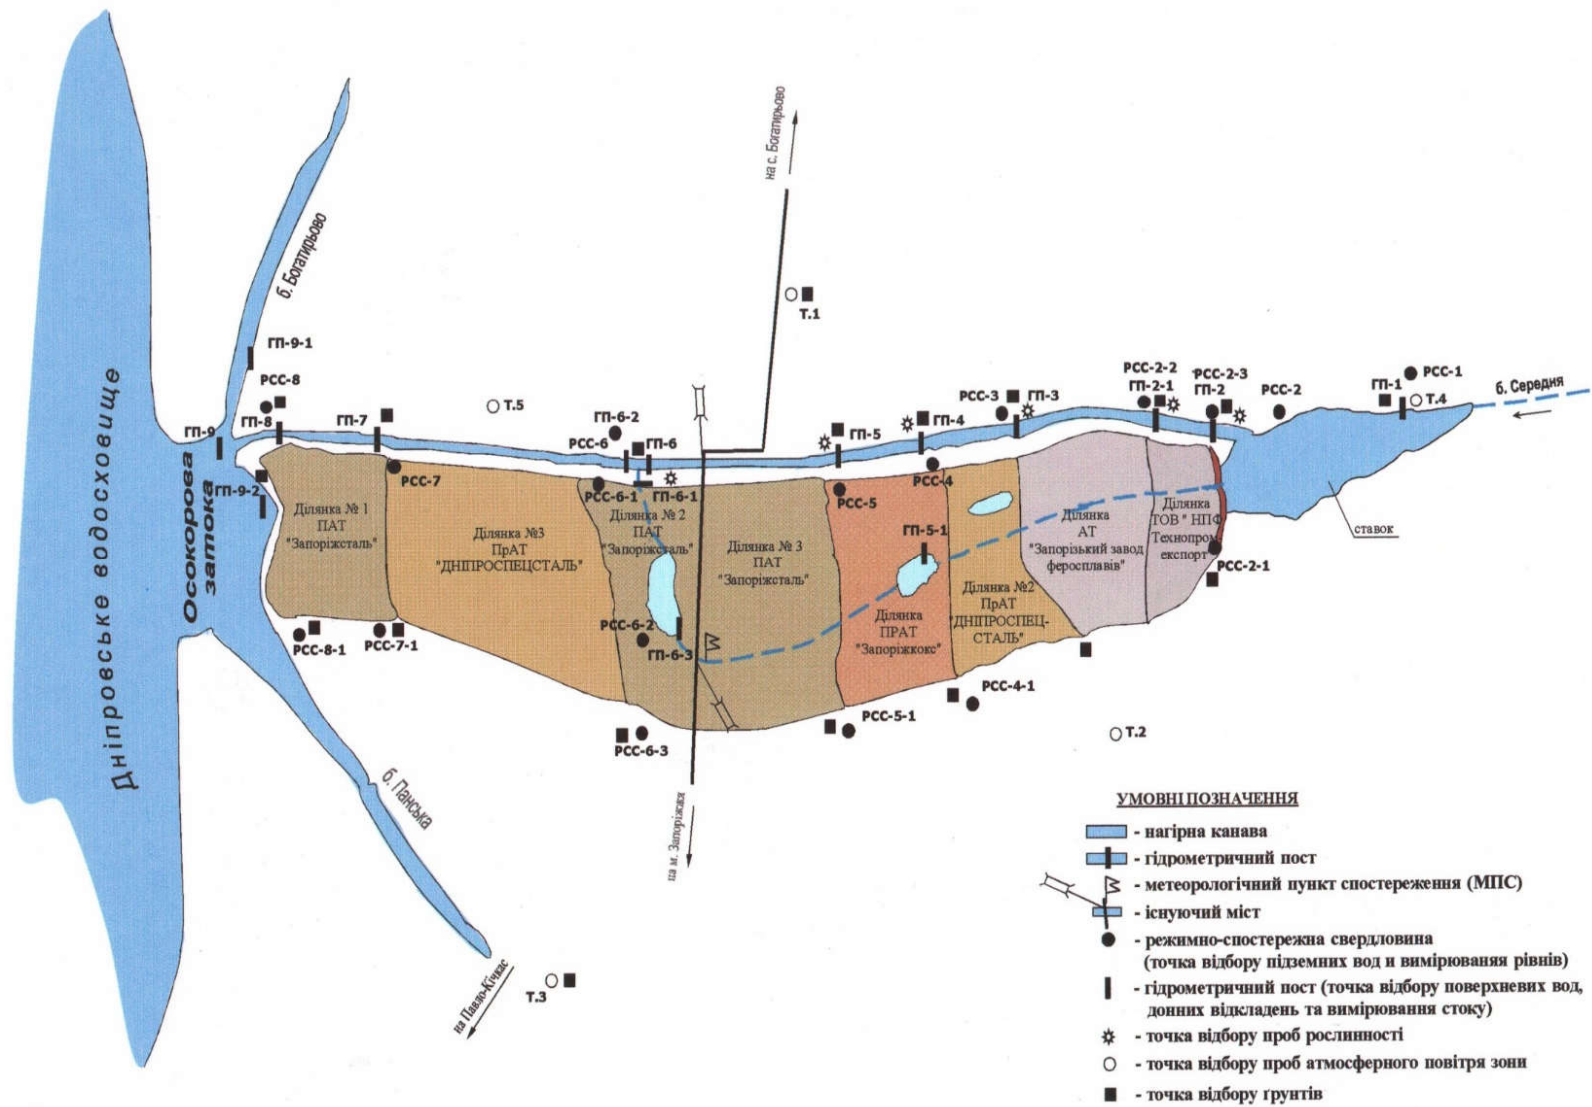 на с. Богатирьово
б. Богатирьово
Т.1
ГП-9-1
РСС-8
Т.5
ГП-9
ГП-8
ГП-7
ГП-6-2
РСС-6
ГП-6
РСС-3
ГП-3
ГП-4
ГП-5
РСС-2-2
ГП-2-1
РСС-2-3
ГП-2
РСС-2
ГП-1
РСС-1
Т.4
б. Середня
Дніпровське водосховище
Осокорова
затока
ГП-9-2
РСС-7
РСС-6-1
ГП-6-1
РСС-5
РСС-4
Ділянка № 1
ПАТ
"Запоріжсталь"
Ділянка №3
ПрАТ
"ДНІПРОСПЕЦСТАЛЬ"
Ділянка № 2
ПАТ
"Запоріжсталь"
Ділянка № 3
ПАТ
"Запоріжсталь"
ГП-5-1
Ділянка
ПРАТ
"Запоріжкокс"
Ділянка №2
ПрАТ
"ДНІПРОСПЕЦ-
СТАЛЬ"
Ділянка
АТ
"Запорізький завод
феросплавів"
Ділянка
ТОВ " НПФ
Технопром
експорт"
ставок
РСС-2-1
РСС-8-1
РСС-7-1
РСС-6-2
ГП-6-3
РСС-6-3
РСС-5-1
РСС-4-1
Т.2
б. Панська
на м. Запоріжжя
Т.3
на Павло-Кічкас
УМОВНІ ПОЗНАЧЕННЯ
- нагірна канава
- гідрометричний пост
- метеорологічний пункт спостереження (МПС)
- існуючий міст
- режимно-спостережна свердловина
(точка відбору підземних вод и вимірюваняя рівнів)
- гідрометричний пост (точка відбору поверхневих вод,
донних відкладень та вимірювання стоку)
- точка відбору проб рослинності
- точка відбору проб атмосферного повітря зони
- точка відбору ґрунтів